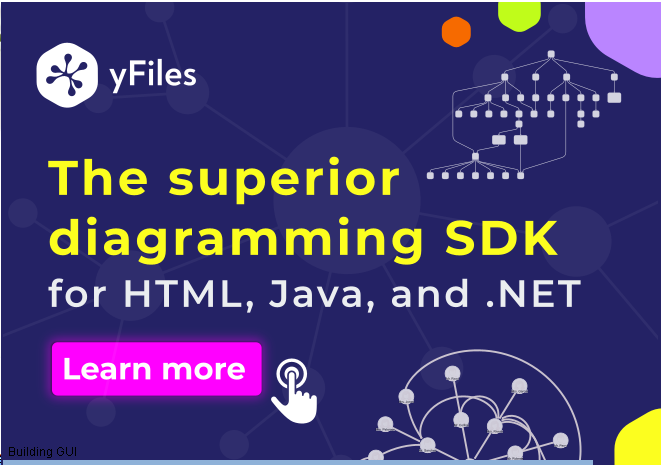 yFiles
The superior
diagramming SDK
for HTML, Java, and .NET
Learn more
Building GUI